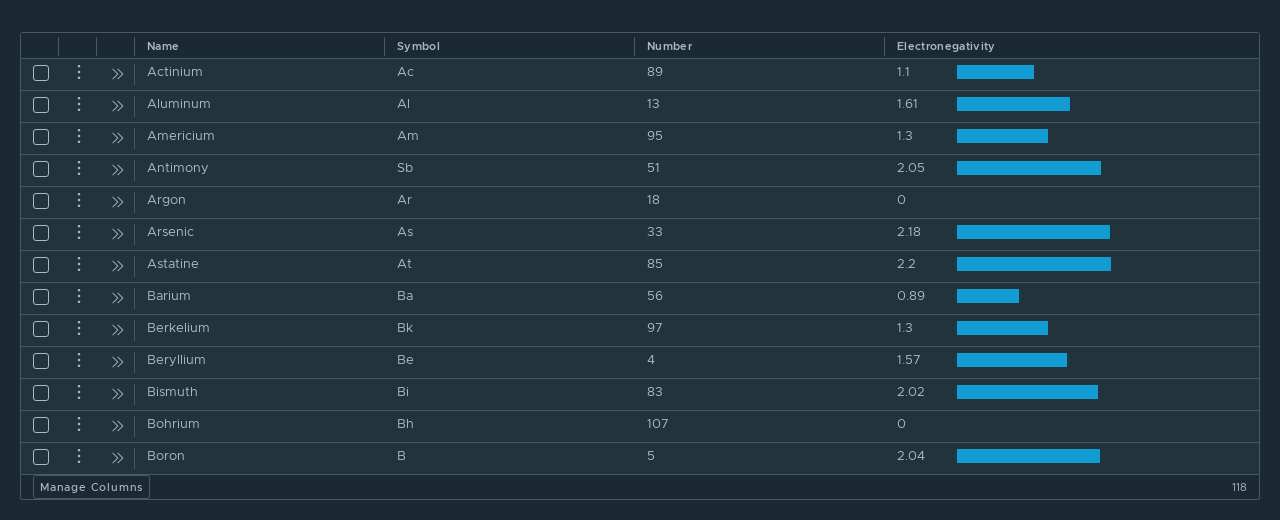 Name Symbol Number Electronegativity
Actinium Ac 89 1.1
Aluminum Al 13 1.61
Americium Am 95 1.3
Antimony Sb 51 2.05
Argon Ar 18 0
Arsenic As 33 2.18
Astatine At 85 2.2
Barium Ba 56 0.89
Berkelium Bk 97 1.3
Beryllium Be 4 1.57
Bismuth Bi 83 2.02
Bohrium Bh 107 0
Boron B 5 2.04
Manage Columns 118